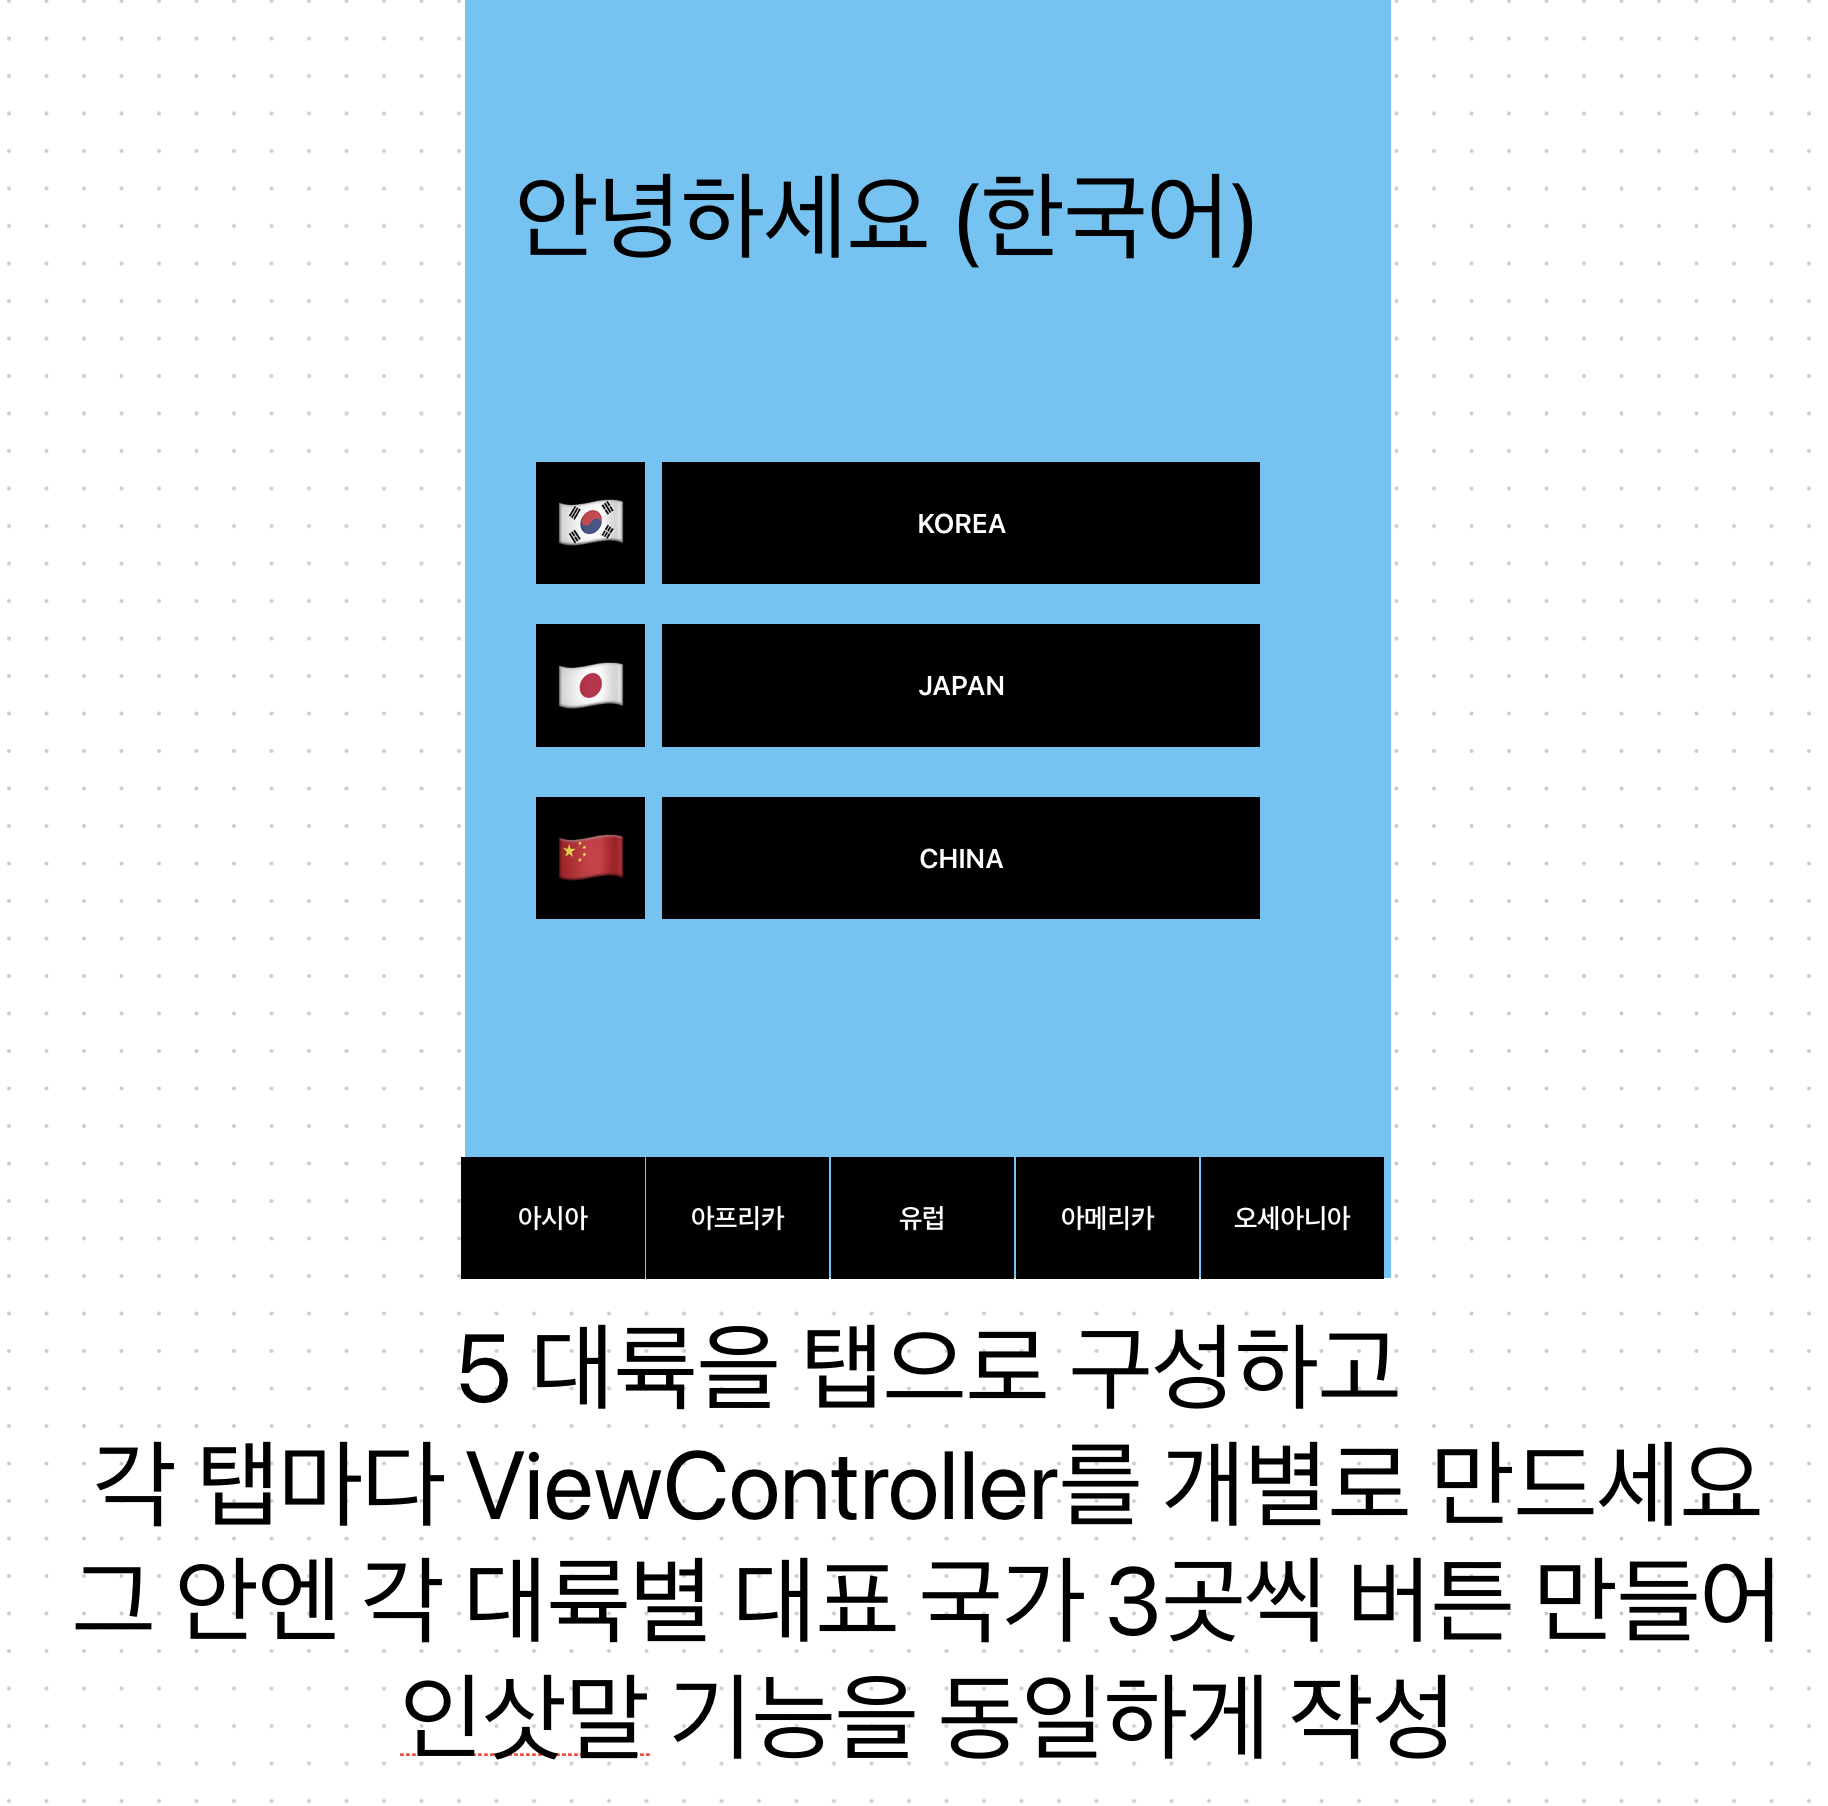 안녕하세요 (한국어)
KOREA
JAPAN
CHINA
아시아 아프리카 유럽 아메리카 오세아니아
5 대륙을 탭으로 구성하고
각 탭마다 ViewController를 개별로 만드세요
그 안엔 각 대륙별 대표 국가 3곳씩 버튼 만들어
인삿말 기능을 동일하게 작성